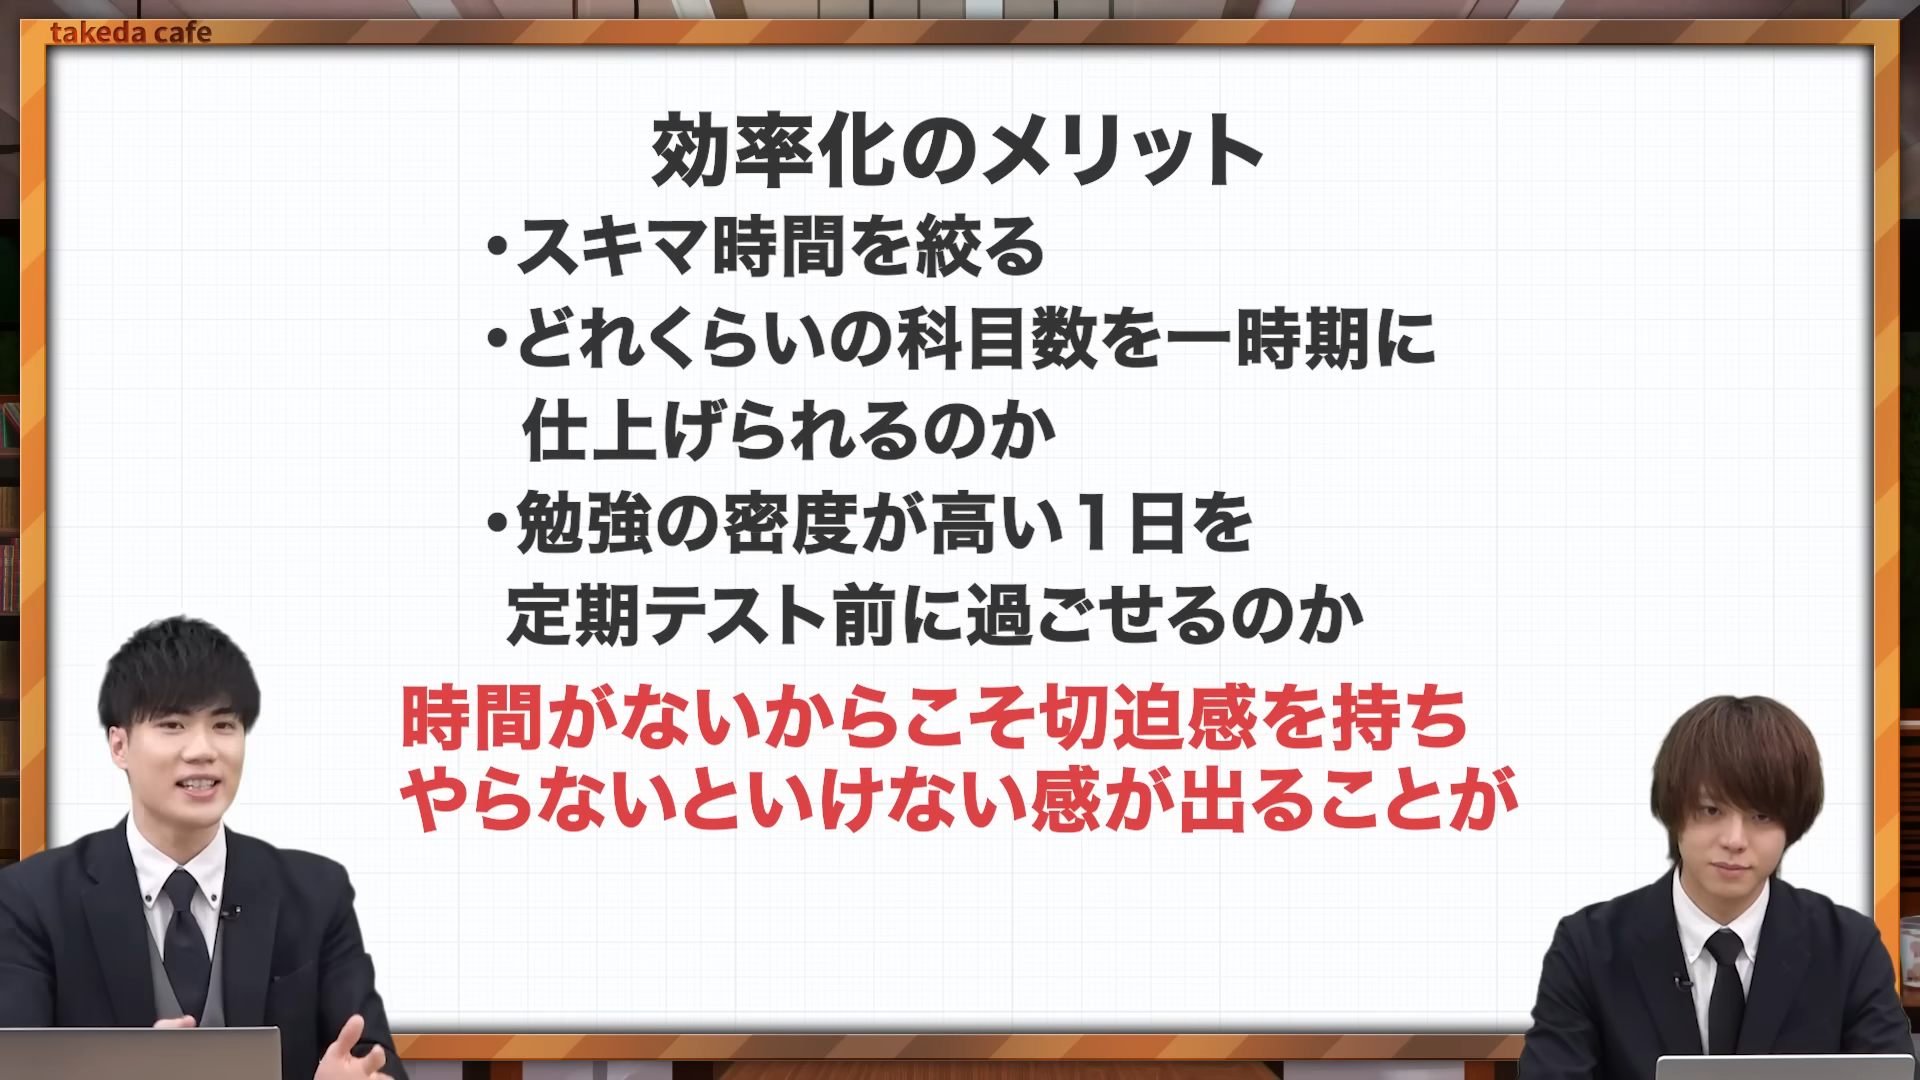 takeda cafe
効率化のメリット
・スキマ時間を絞る
・どれくらいの科目数を一時期に
仕上げられるのか
・勉強の密度が高い1日を
定期テスト前に過ごせるのか
時間がないからこそ切迫感を持ち
やらないといけない感が出ることが